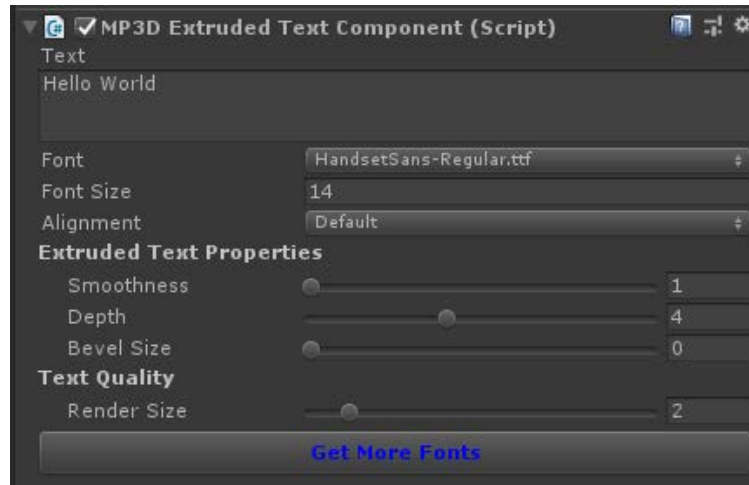 MP3D Extruded Text Component (Script)
Text
Hello World
Font HandsetSans-Regular.ttf
Font Size 14
Alignment Default
Extruded Text Properties
Smoothness 1
Depth 4
Bevel Size 0
Text Quality
Render Size 2
Get More Fonts